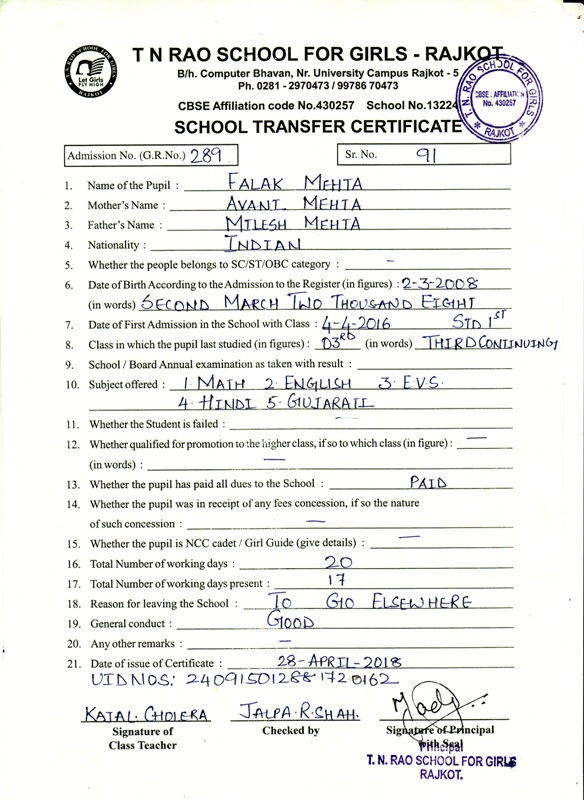 T. N. RAO SCHOOL FOR GIRLS
Let Girls
FLY HIGH
RAJKOT
T N RAO SCHOOL FOR GIRLS - RAJKOT
B/h. Computer Bhavan, Nr. University Campus Rajkot - 5
Ph. 0281 - 2970473 / 99786 70473
CBSE Affiliation code No.430257 School No.13224
T. N. RAO SCHOOL FOR GIRLS
CBSE : AFFILIATION
No. 430257
* RAJKOT *
SCHOOL TRANSFER CERTIFICATE
Admission No. (G.R.No.) 289 Sr. No. 91
1. Name of the Pupil : FALAK MEHTA
2. Mother's Name : AVANI MEHTA
3. Father's Name : MILESH MEHTA
4. Nationality : INDIAN
5. Whether the people belongs to SC/ST/OBC category : –
6. Date of Birth According to the Admission to the Register (in figures) : 2-3-2008
(in words) SECOND MARCH TWO THOUSAND EIGHT
7. Date of First Admission in the School with Class : 4-4-2016 STD 1ST
8. Class in which the pupil last studied (in figures) : 03RD (in words) THIRD CONTINUING
9. School / Board Annual examination as taken with result :
10. Subject offered : 1. MATH 2. ENGLISH 3. E.V.S.
4. HINDI 5. GUJARATI
11. Whether the Student is failed : —
12. Whether qualified for promotion to the higher class, if so to which class (in figure) : —
(in words) : —
13. Whether the pupil has paid all dues to the School : PAID
14. Whether the pupil was in receipt of any fees concession, if so the nature
of such concession : —
15. Whether the pupil is NCC cadet / Girl Guide (give details) : —
16. Total Number of working days : 20
17. Total Number of working days present : 17
18. Reason for leaving the School : TO GO ELSEWHERE
19. General conduct : GOOD
20. Any other remarks : —
21. Date of issue of Certificate : 28-APRIL-2018
UIDNOS: 240915012881720162
KAJAL CHOLERA JALPA.R.SHAH.
Signature of Checked by Signature of Principal
Class Teacher with Seal
Principal
T. N. RAO SCHOOL FOR GIRLS
RAJKOT.